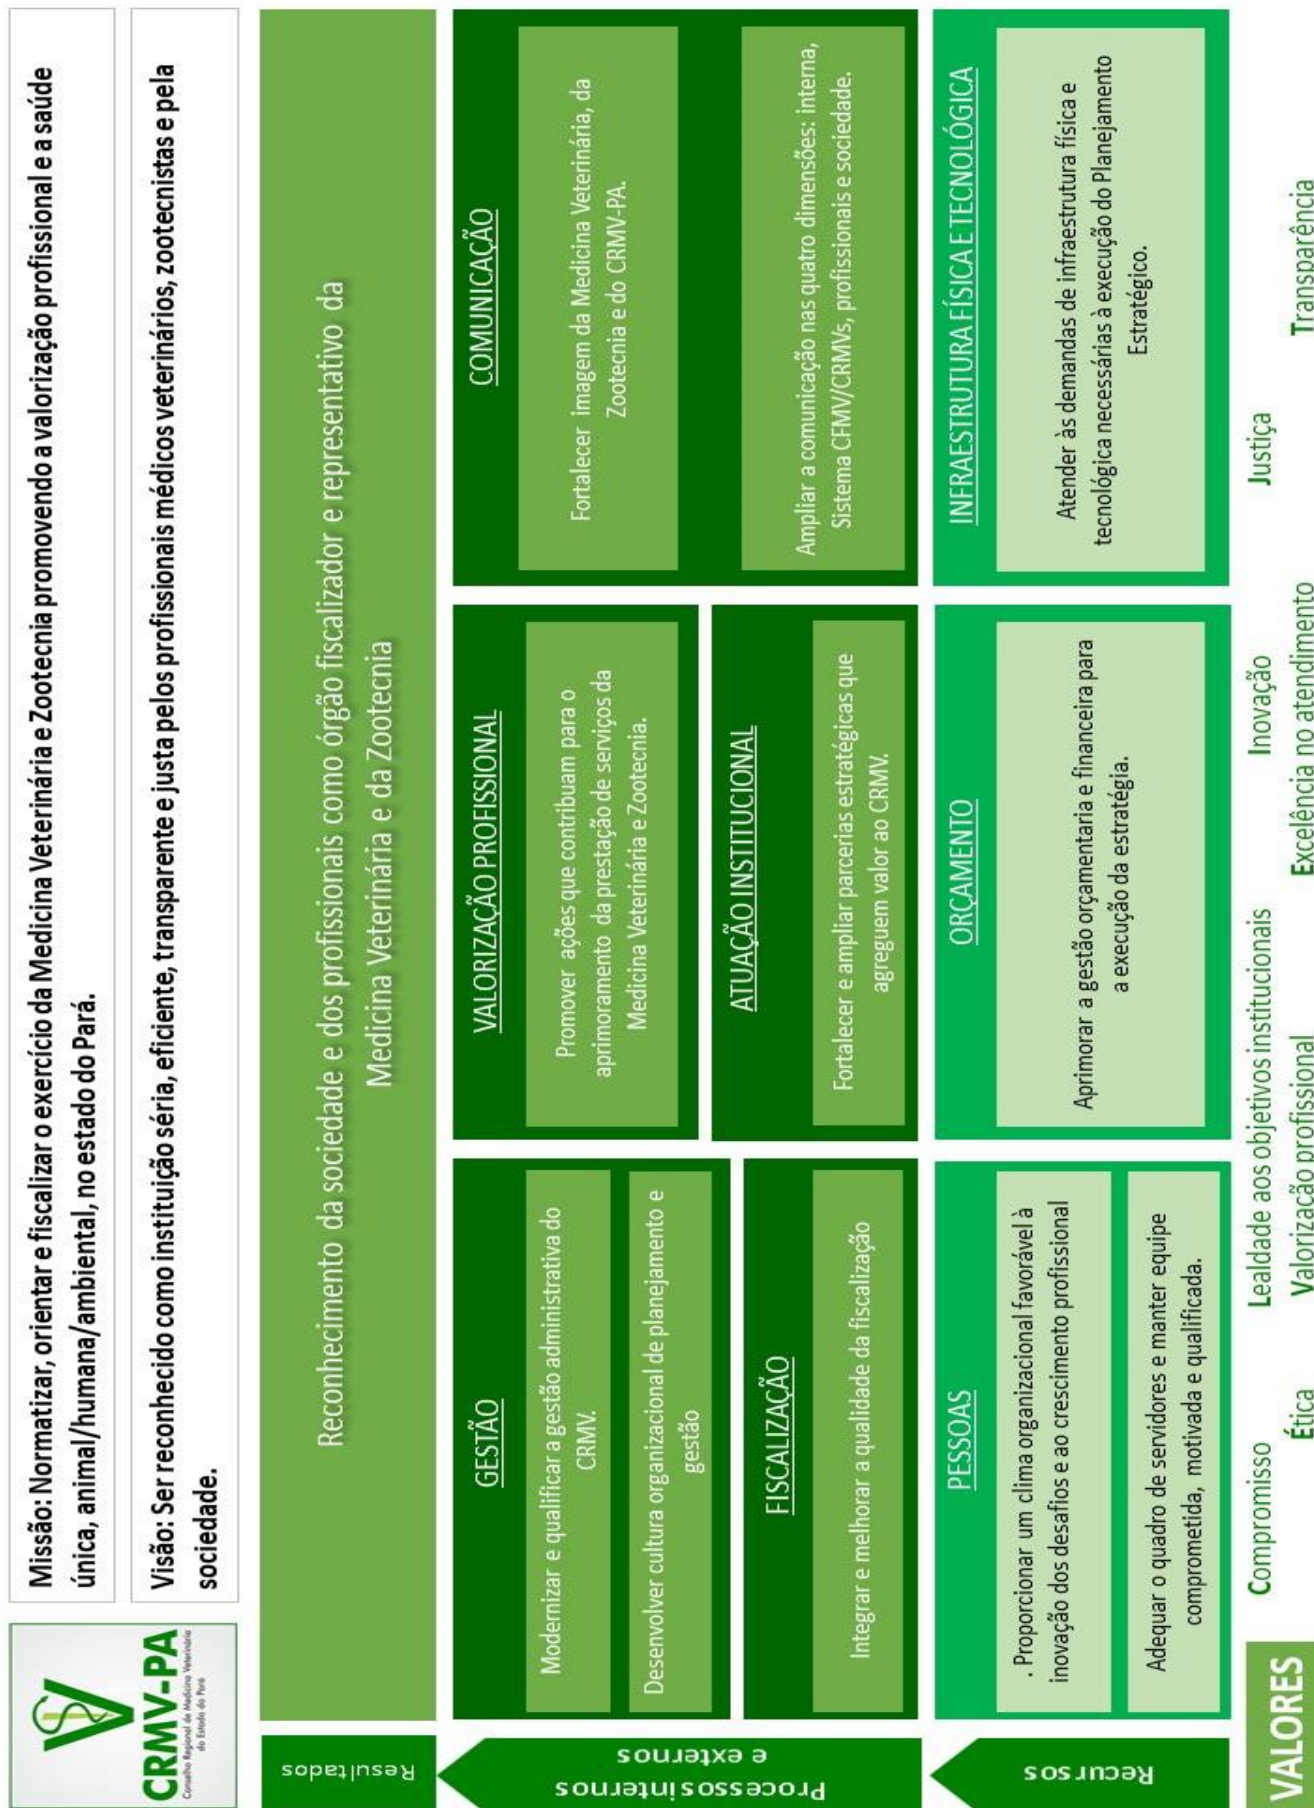 CRMV-PA
Conselho Regional de Medicina Veterinária
do Estado do Pará
Missão: Normatizar, orientar e fiscalizar o exercício da Medicina Veterinária e Zootecnia promovendo a valorização profissional e a saúde
única, animal/humana/ambiental, no estado do Pará.
Visão: Ser reconhecido como instituição séria, eficiente, transparente e justa pelos profissionais médicos veterinários, zootecnistas e pela
sociedade.
Resultados
Reconhecimento da sociedade e dos profissionais como órgão fiscalizador e representativo da
Medicina Veterinária e da Zootecnia
Processos internos
e externos
GESTÃO
Modernizar e qualificar a gestão administrativa do
CRMV.
Desenvolver cultura organizacional de planejamento e
gestão
FISCALIZAÇÃO
Integrar e melhorar a qualidade da fiscalização
VALORIZAÇÃO PROFISSIONAL
Promover ações que contribuam para o
aprimoramento da prestação de serviços da
Medicina Veterinária e Zootecnia.
ATUAÇÃO INSTITUCIONAL
Fortalecer e ampliar parcerias estratégicas que
agreguem valor ao CRMV.
COMUNICAÇÃO
Fortalecer imagem da Medicina Veterinária, da
Zootecnia e do CRMV-PA.
Ampliar a comunicação nas quatro dimensões: interna,
Sistema CFMV/CRMVs, profissionais e sociedade.
Recursos
PESSOAS
. Proporcionar um clima organizacional favorável à
inovação dos desafios e ao crescimento profissional
Adequar o quadro de servidores e manter equipe
comprometida, motivada e qualificada.
ORÇAMENTO
Aprimorar a gestão orçamentaria e financeira para
a execução da estratégia.
INFRAESTRUTURA FÍSICA E TECNOLÓGICA
Atender às demandas de infraestrutura física e
tecnológica necessárias à execução do Planejamento
Estratégico.
VALORES
Compromisso Lealdade aos objetivos institucionais Inovação Justiça
Ética Valorização profissional Excelência no atendimento Transparência